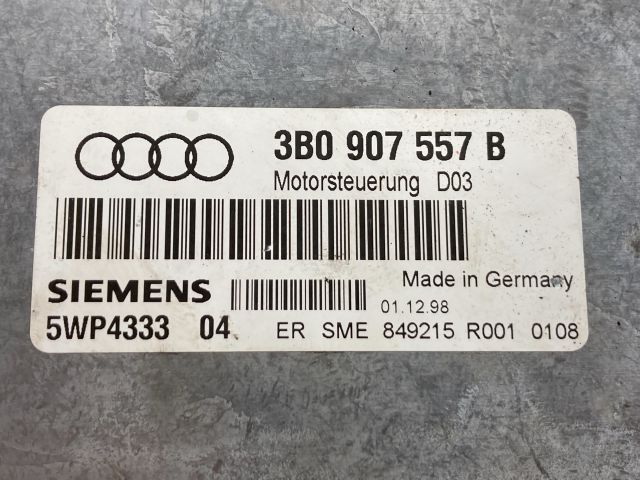 3B0 907 557 B
Motorsteuerung D03
Made in Germany
SIEMENS
01.12.98
5WP4333 04
ER SME 849215 R001 0108